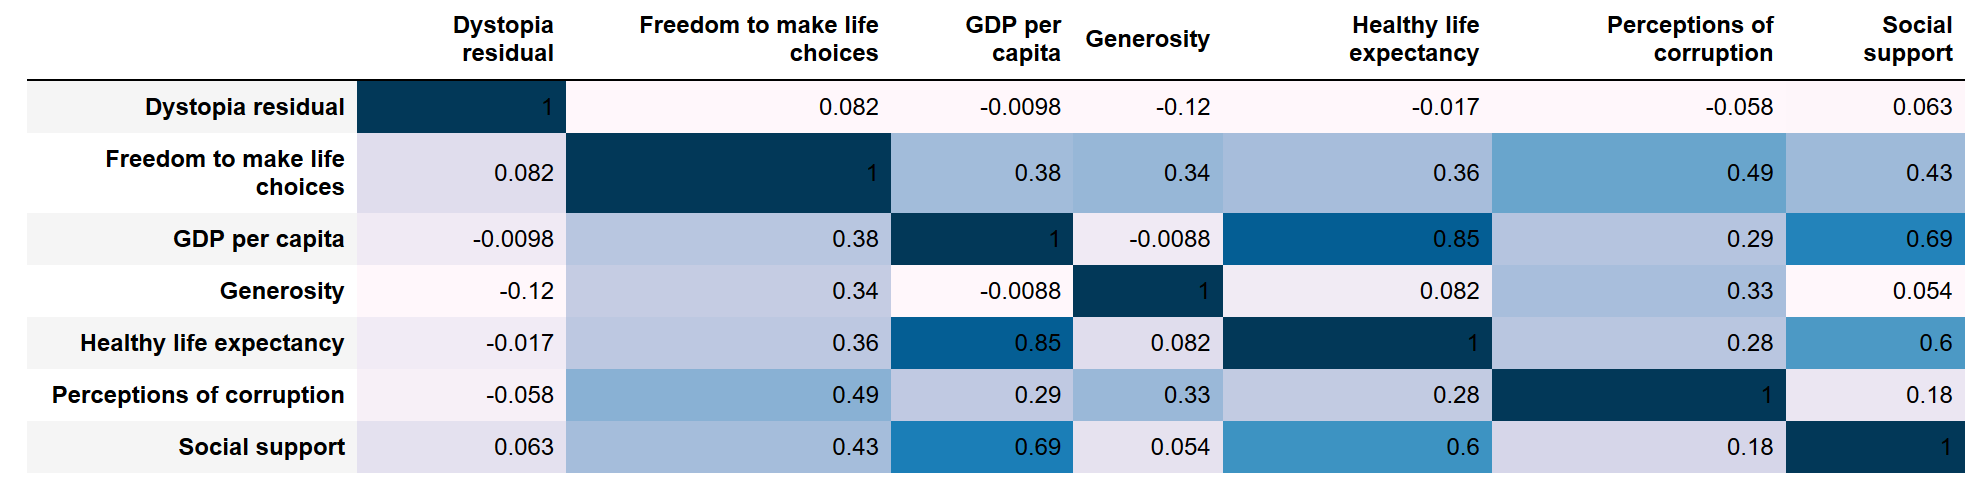 Dystopia residual Freedom to make life choices GDP per capita Generosity Healthy life expectancy Perceptions of corruption Social support
Dystopia residual 1 0.082 -0.0098 -0.12 -0.017 -0.058 0.063
Freedom to make life choices 0.082 1 0.38 0.34 0.36 0.49 0.43
GDP per capita -0.0098 0.38 1 -0.0088 0.85 0.29 0.69
Generosity -0.12 0.34 -0.0088 1 0.082 0.33 0.054
Healthy life expectancy -0.017 0.36 0.85 0.082 1 0.28 0.6
Perceptions of corruption -0.058 0.49 0.29 0.33 0.28 1 0.18
Social support 0.063 0.43 0.69 0.054 0.6 0.18 1